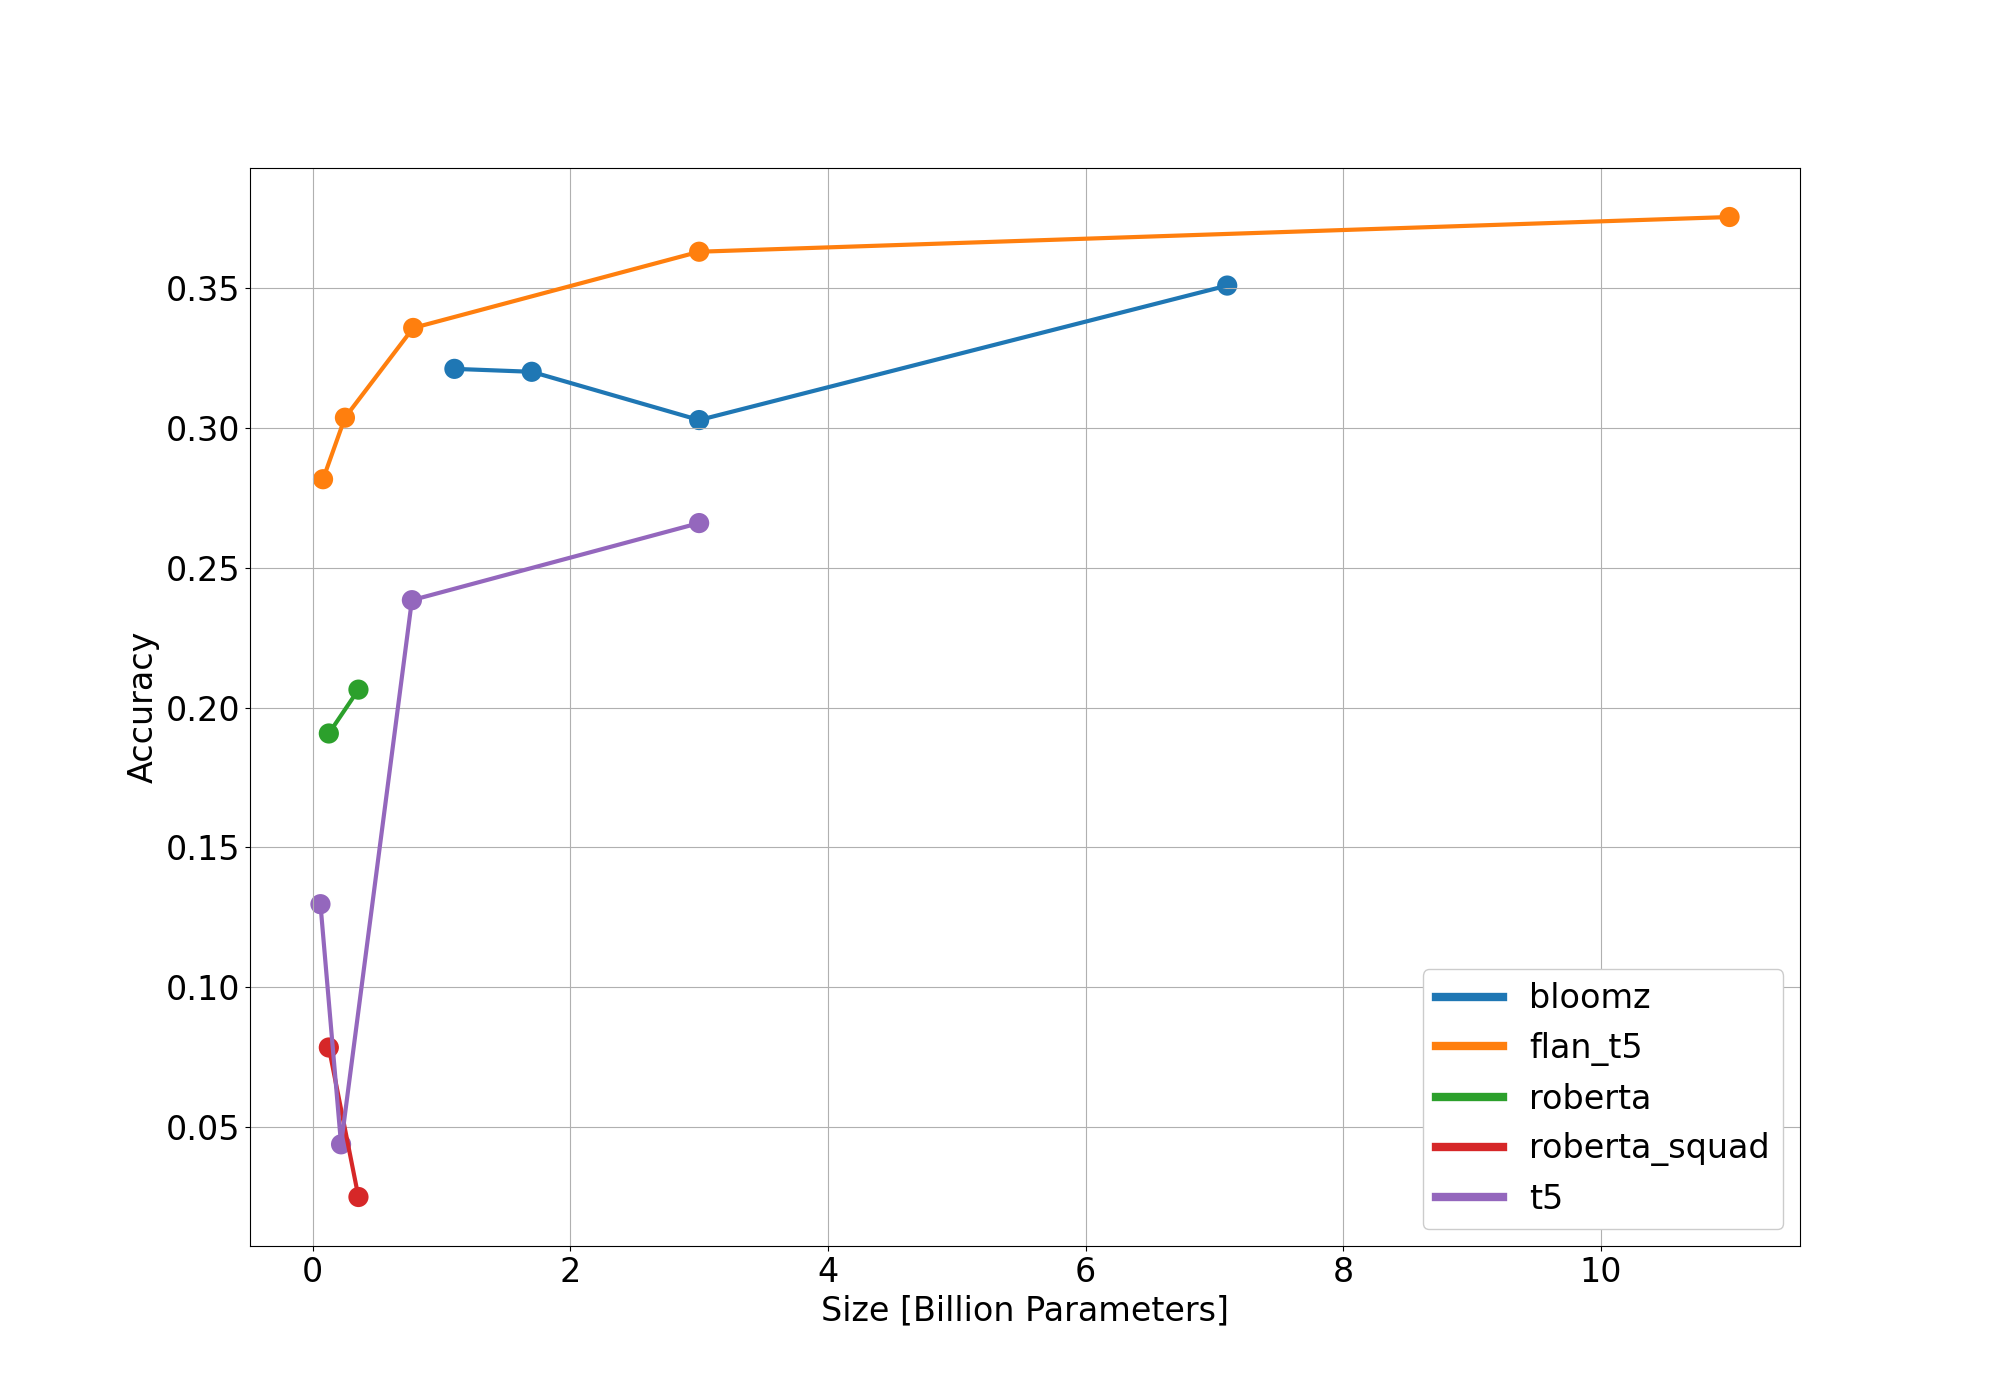 0.35
0.30
0.25
0.20
0.15
0.10
0.05
Accuracy
0 2 4 6 8 10
Size [Billion Parameters]
bloomz
flan_t5
roberta
roberta_squad
t5